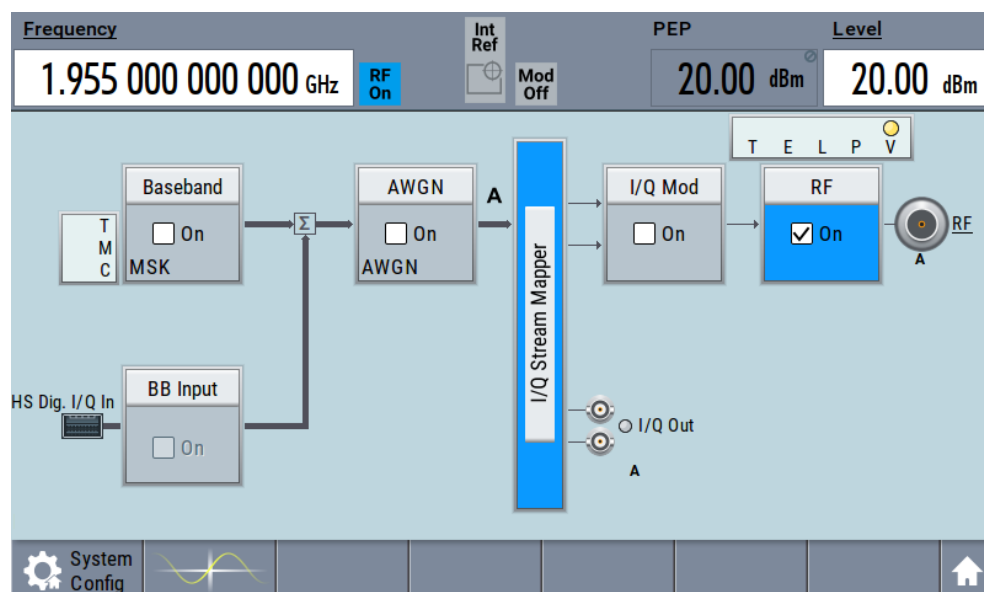 Frequency
Int
Ref
PEP
Level
1.955 000 000 000 GHz
RF
On
Mod
Off
20.00 dBm
20.00 dBm
T E L P V
Baseband
AWGN
A
I/Q Mod
RF
T
M
C
On
MSK
Σ
On
AWGN
I/Q Stream Mapper
On
On
RF
A
BB Input
HS Dig. I/Q In
On
I/Q Out
A
System
Config